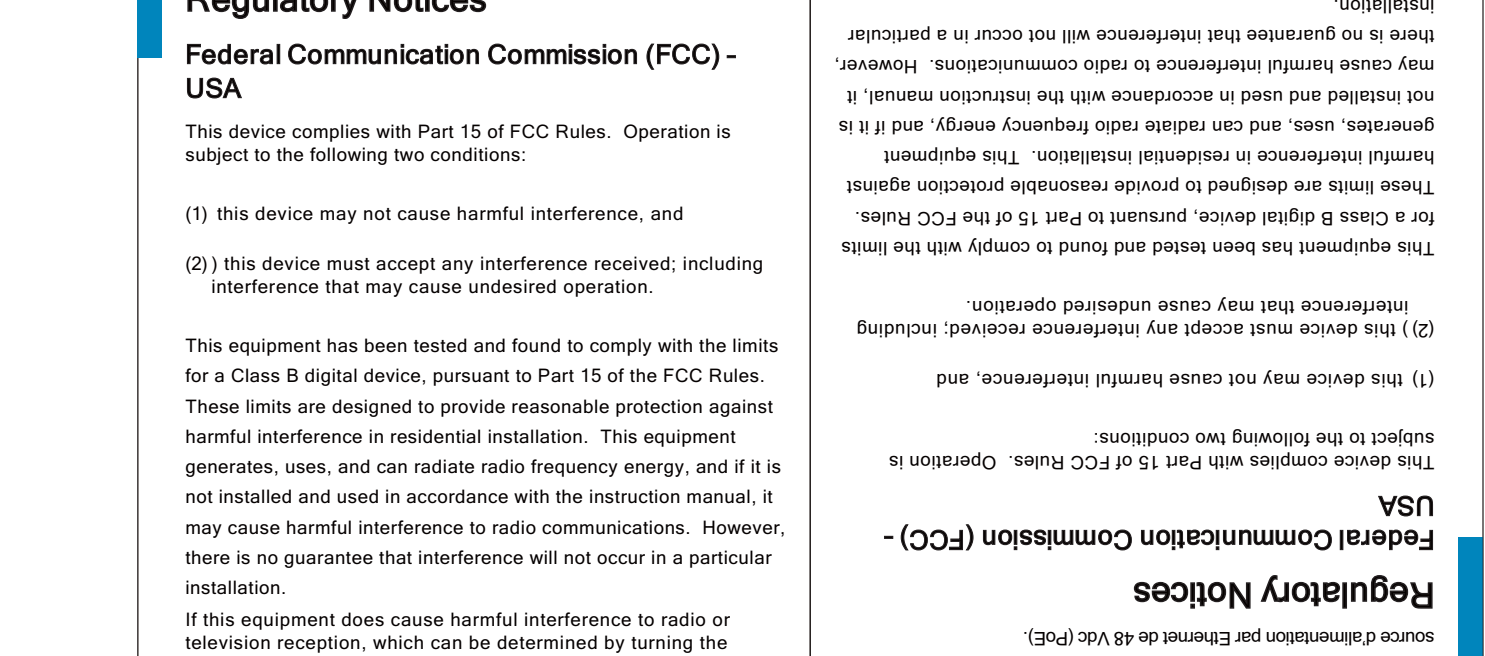 Regulatory Notices
Federal Communication Commission (FCC) –
USA
This device complies with Part 15 of FCC Rules.  Operation is
subject to the following two conditions:
(1)  this device may not cause harmful interference, and
(2) ) this device must accept any interference received; including
interference that may cause undesired operation.
This equipment has been tested and found to comply with the limits
for a Class B digital device, pursuant to Part 15 of the FCC Rules.
These limits are designed to provide reasonable protection against
harmful interference in residential installation.  This equipment
generates, uses, and can radiate radio frequency energy, and if it is
not installed and used in accordance with the instruction manual, it
may cause harmful interference to radio communications.  However,
there is no guarantee that interference will not occur in a particular
installation.
If this equipment does cause harmful interference to radio or
television reception, which can be determined by turning the
source d'alimentation par Ethernet de 48 Vdc (PoE).
Regulatory Notices
Federal Communication Commission (FCC) –
USA
This device complies with Part 15 of FCC Rules.  Operation is
subject to the following two conditions:
(1)  this device may not cause harmful interference, and
(2) ) this device must accept any interference received; including
interference that may cause undesired operation.
This equipment has been tested and found to comply with the limits
for a Class B digital device, pursuant to Part 15 of the FCC Rules.
These limits are designed to provide reasonable protection against
harmful interference in residential installation.  This equipment
generates, uses, and can radiate radio frequency energy, and if it is
not installed and used in accordance with the instruction manual, it
may cause harmful interference to radio communications.  However,
there is no guarantee that interference will not occur in a particular
installation.